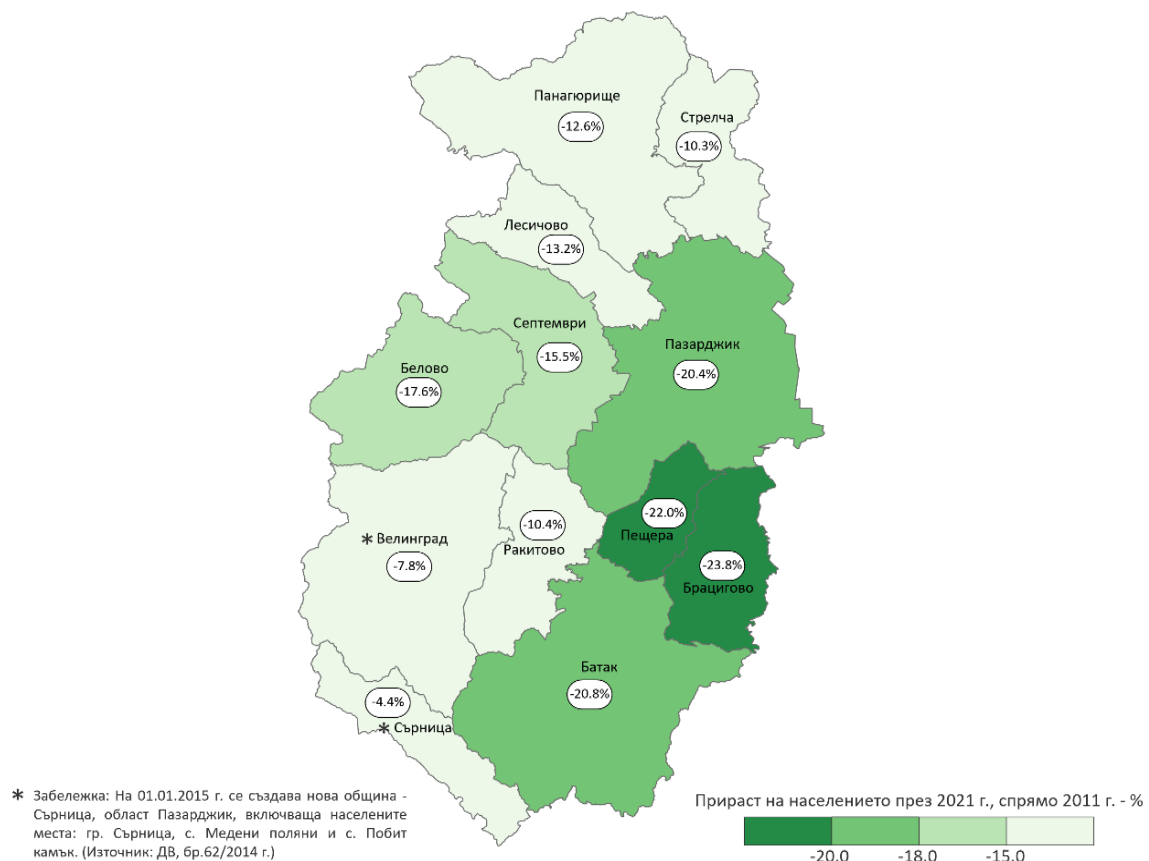 Панагюрище
-12.6%
Стрелча
-10.3%
Лесичово
-13.2%
Септември
-15.5%
Пазарджик
-20.4%
Белово
-17.6%
-22.0%
Пещера
-10.4%
Ракитово
* Велинград
-7.8%
-23.8%
Брацигово
Батак
-20.8%
-4.4%
* Сърница
* Забележка: На 01.01.2015 г. се създава нова община -
Сърница, област Пазарджик, включваща населените
места: гр. Сърница, с. Медени поляни и с. Побит
камък. (Източник: ДВ, бр.62/2014 г.)
Прираст на населението през 2021 г., спрямо 2011 г. - %
-20.0 -18.0 -15.0